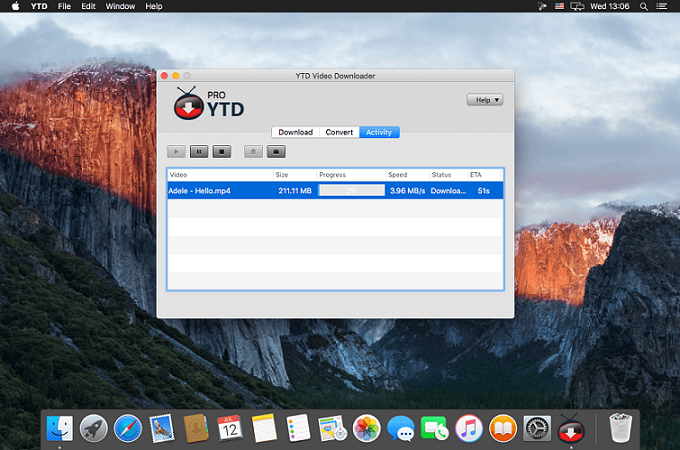 YTD File Edit Window Help Wed 13:06
YTD Video Downloader
PRO
YTD
Help
Download Convert Activity
Video Size Progress Speed Status ETA
Adele - Hello.mp4 211.11 MB 2% 3.96 MB/s Downloa... 51s
JUL
12